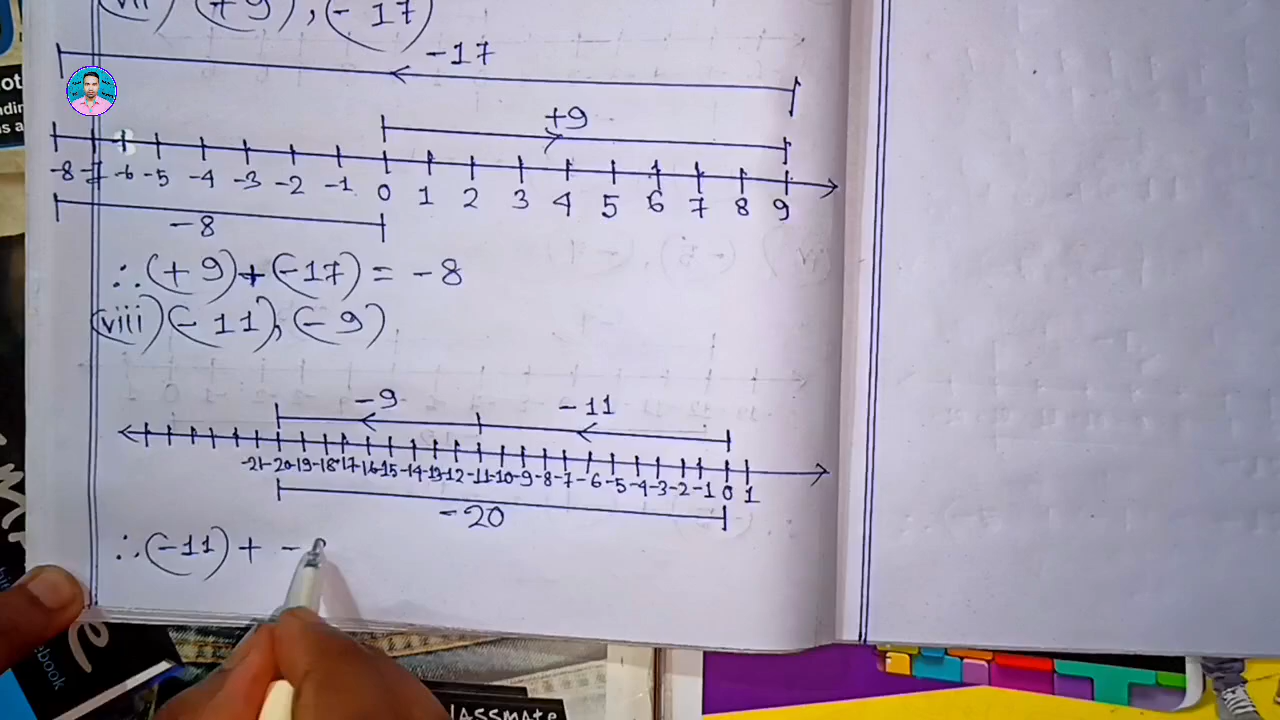 (vii) (+9), (-17)
-17
+9
-8 -7 -6 -5 -4 -3 -2 -1 0 1 2 3 4 5 6 7 8 9
-8
∴ (+9) + (-17) = -8
(viii) (-11), (-9)
-9 -11
-21 -20 -19 -18 -17 -16 -15 -14 -13 -12 -11 -10 -9 -8 -7 -6 -5 -4 -3 -2 -1 0 1
-20
∴ (-11) + -
ebook
CLASSMATE